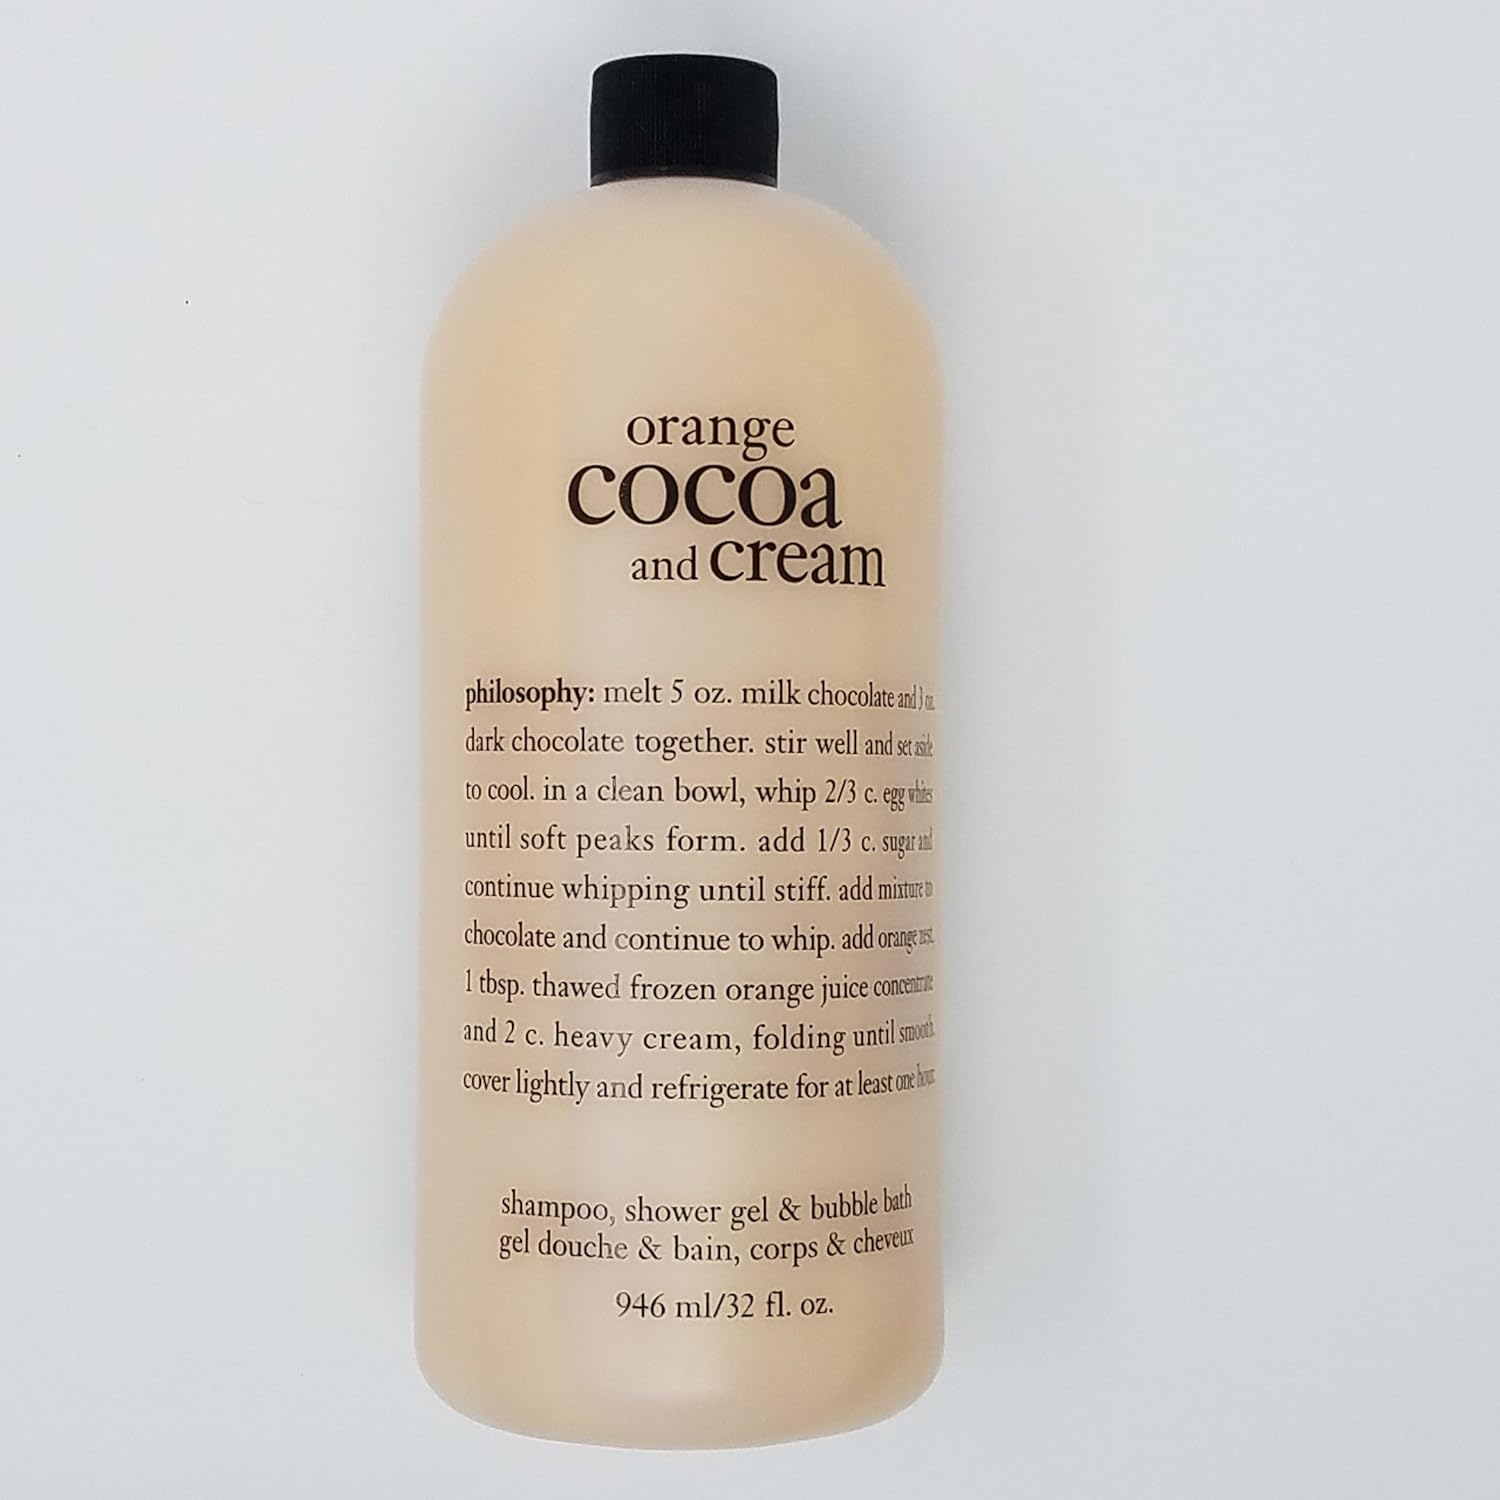 orange
cocoa
and cream
philosophy: melt 5 oz. milk chocolate and 3 oz.
dark chocolate together. stir well and set aside
to cool. in a clean bowl, whip 2/3 c. egg whites
until soft peaks form. add 1/3 c. sugar and
continue whipping until stiff. add mixture to
chocolate and continue to whip. add orange zest.
1 tbsp. thawed frozen orange juice concentrate
and 2 c. heavy cream, folding until smooth.
cover lightly and refrigerate for at least one hour.
shampoo, shower gel & bubble bath
gel douche & bain, corps & cheveux
946 ml/32 fl. oz.